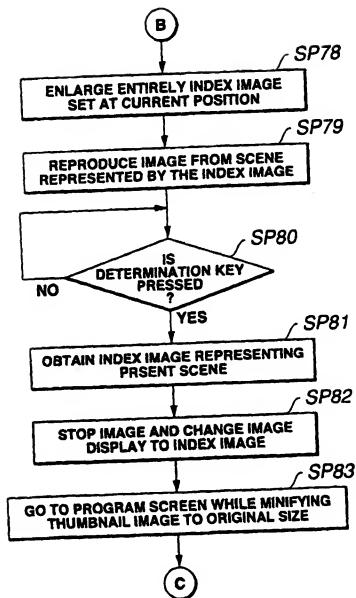 B
SP78
ENLARGE ENTIRELY INDEX IMAGE
SET AT CURRENT POSITION
SP79
REPRODUCE IMAGE FROM SCENE
REPRESENTED BY THE INDEX IMAGE
SP80
IS
DETERMINATION KEY
PRESSED
?
NO
YES
SP81
OBTAIN INDEX IMAGE REPRESENTING
PRSENT SCENE
SP82
STOP IMAGE AND CHANGE IMAGE
DISPLAY TO INDEX IMAGE
SP83
GO TO PROGRAM SCREEN WHILE MINIFYING
THUMBNAIL IMAGE TO ORIGINAL SIZE
C